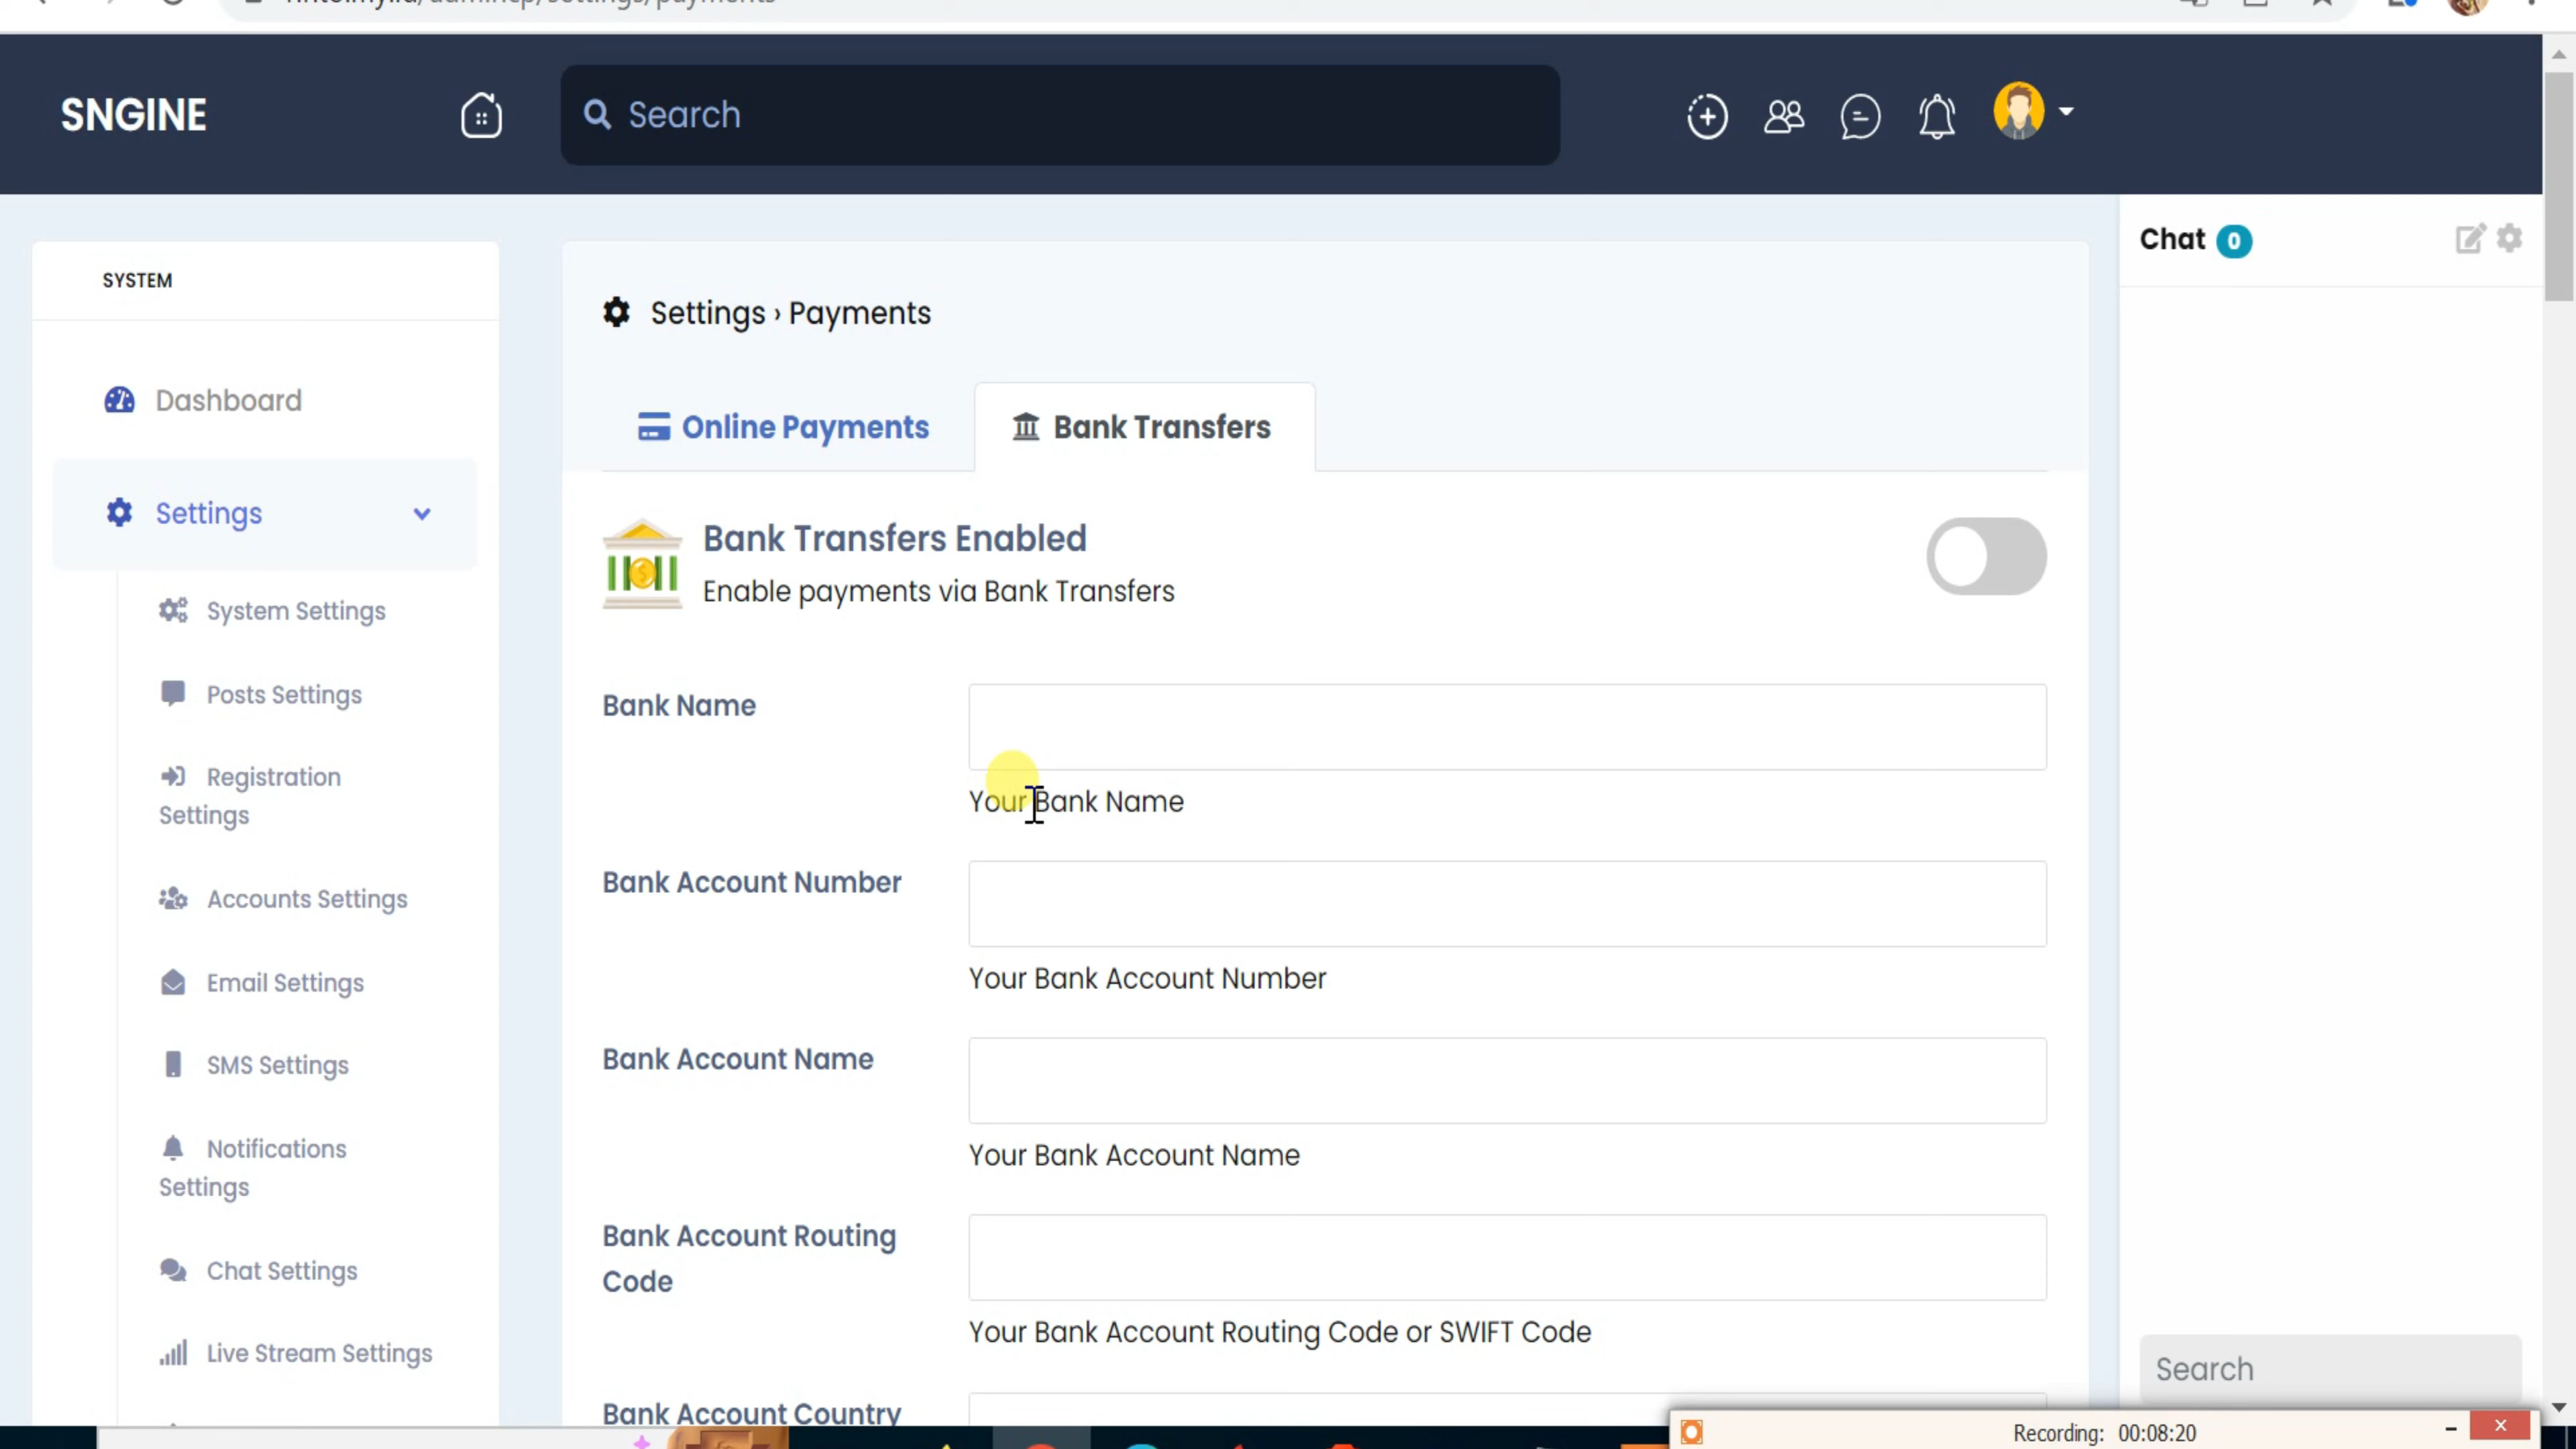 SNGINE
Search
Chat 0
SYSTEM
Settings › Payments
Dashboard
Online Payments
Bank Transfers
Settings
Bank Transfers Enabled
Enable payments via Bank Transfers
System Settings
Posts Settings
Bank Name
Registration
Settings
Your Bank Name
Accounts Settings
Bank Account Number
Email Settings
Your Bank Account Number
SMS Settings
Bank Account Name
Notifications
Settings
Your Bank Account Name
Chat Settings
Bank Account Routing
Code
Live Stream Settings
Your Bank Account Routing Code or SWIFT Code
Search
Bank Account Country
Recording: 00:08:20